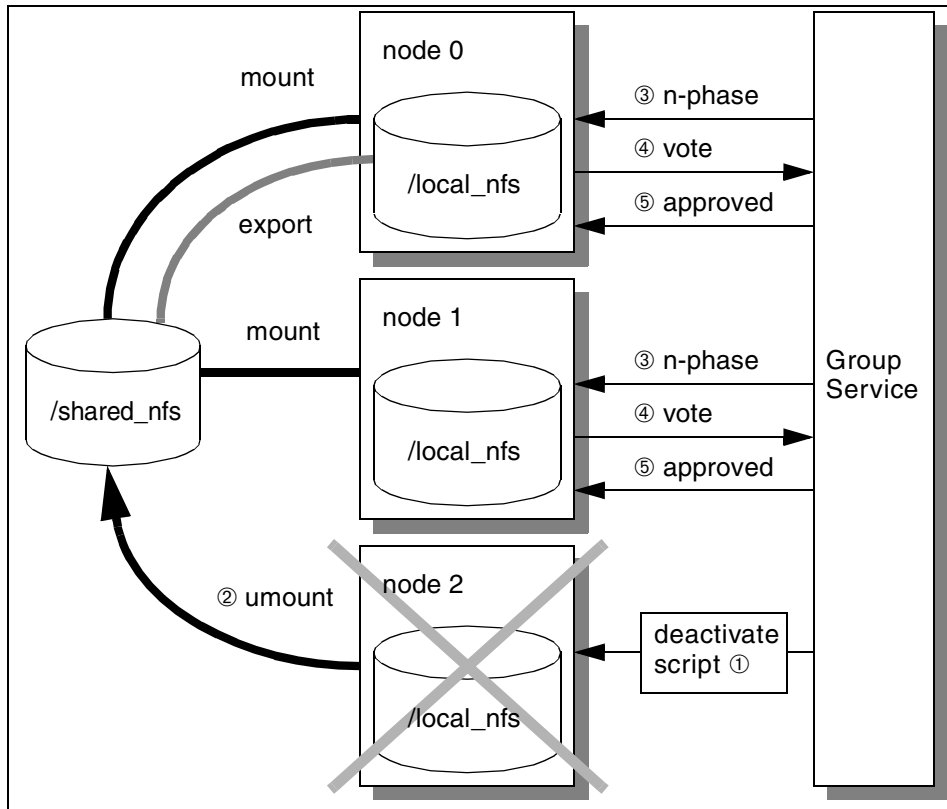 node 0
mount
③ n-phase
④ vote
/local_nfs
⑤ approved
export
node 1
mount
③ n-phase
Group
Service
/shared_nfs
④ vote
/local_nfs
⑤ approved
node 2
② umount
deactivate
script ①
/local_nfs